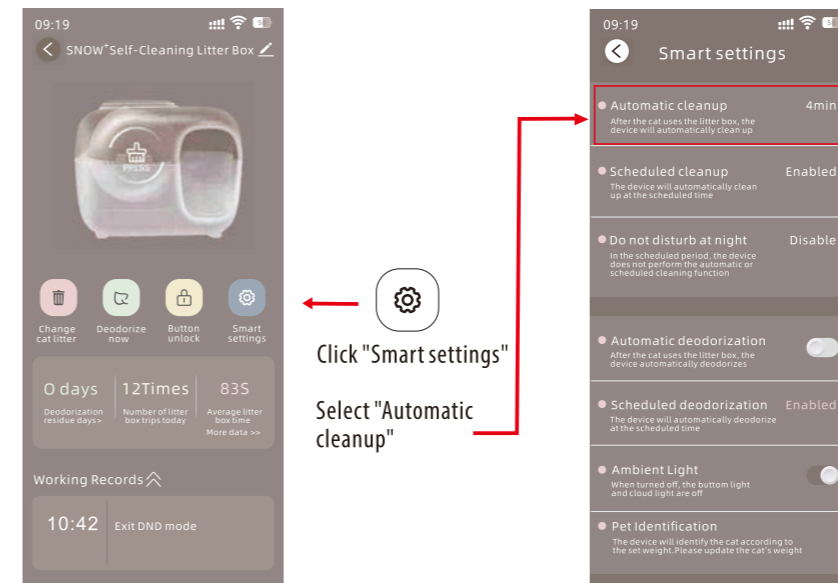 09:19
SNOW⁺Self-Cleaning Litter Box
PRESS
Change
cat litter
Deodorize
now
Button
unlock
Smart
settings
0 days
Deodorization
residue days>
12Times
Number of litter
box trips today
83S
Average litter
box time
More data >>
Working Records
10:42
Exit DND mode
Click "Smart settings"
Select "Automatic
cleanup"
09:19
Smart settings
Automatic cleanup 4min
After the cat uses the litter box, the
device will automatically clean up
Scheduled cleanup Enabled
The device will automatically clean
up at the scheduled time
Do not disturb at night Disable
In the scheduled period, the device
does not perform the automatic or
scheduled cleaning function
Automatic deodorization
After the cat uses the litter box, the
device automatically deodorizes
Scheduled deodorization Enabled
The device will automatically deodorize
at the scheduled time
Ambient Light
When turned off, the buttom light
and cloud light are off
Pet Identification
The device will identify the cat according to
the set weight.Please update the cat's weight